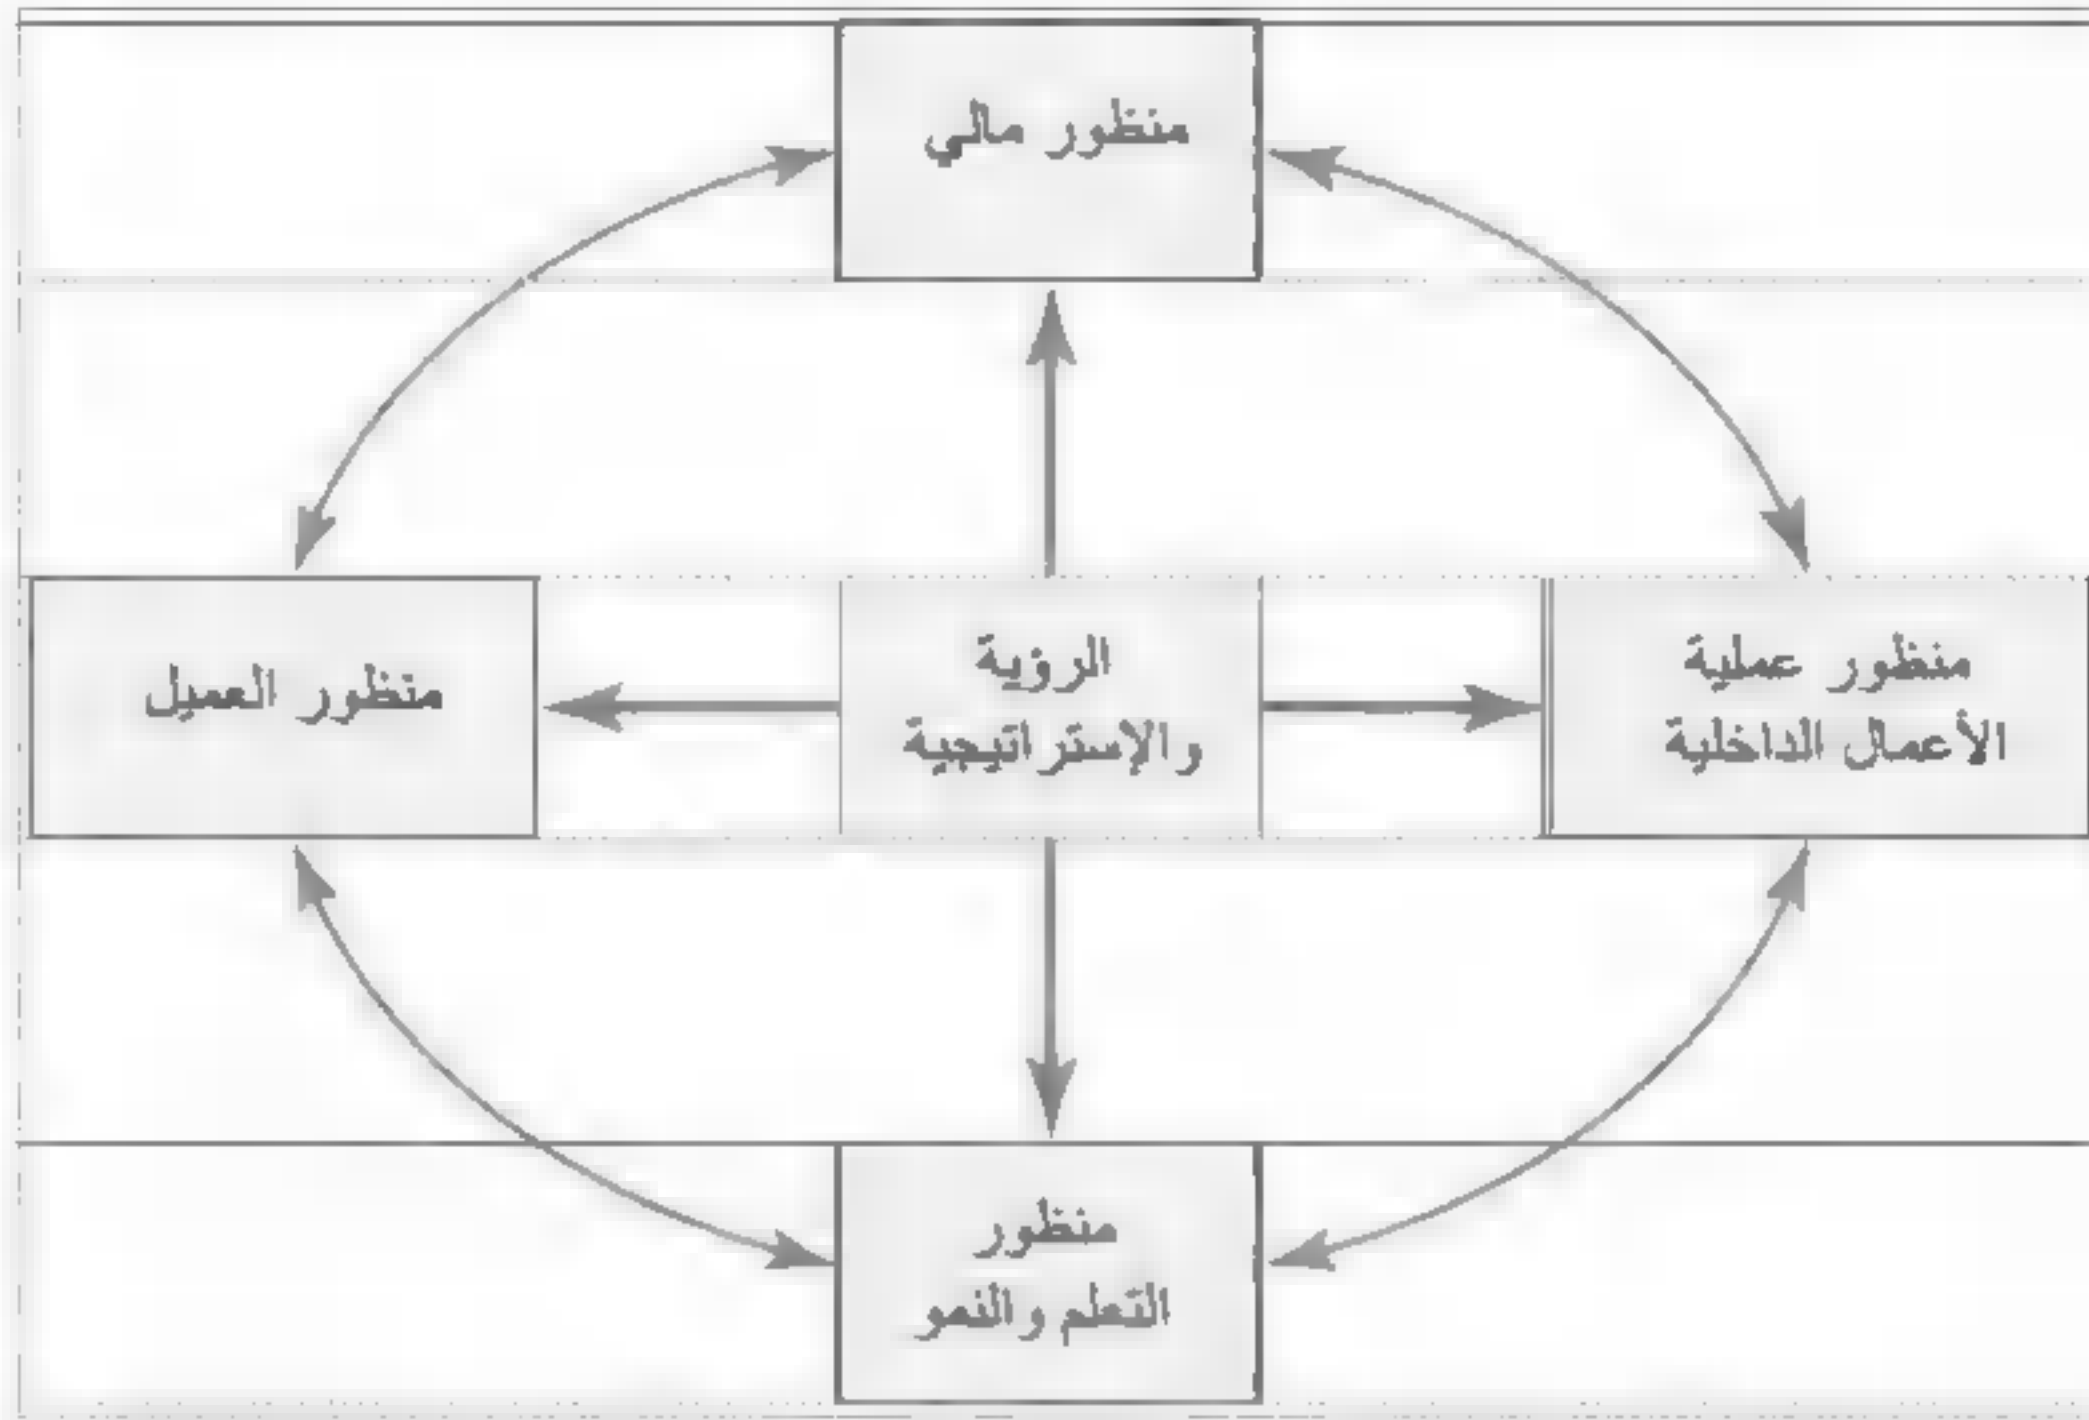 منظور مالي
منظور عملية
الأعمال الداخلية
الرؤية
والإستراتيجية
منظور العميل
منظور
التعلم والنمو